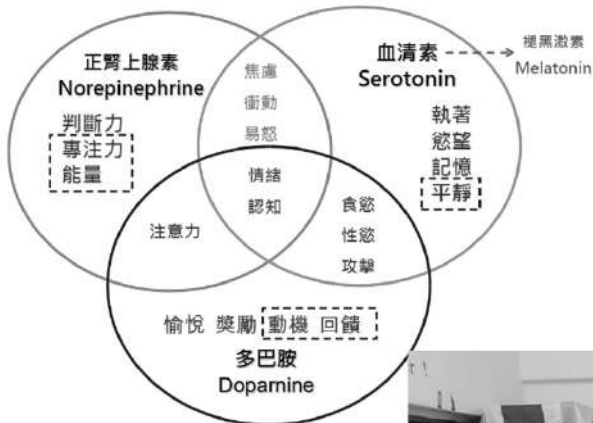 正腎上腺素
Norepinephrine
判斷力
專注力
能量
焦慮
衝動
易怒
血清素
Serotonin
褪黑激素
Melatonin
執著
慾望
記憶
平靜
情緒
認知
注意力
食慾
性慾
攻擊
愉悅 獎勵 動機 回饋
多巴胺
Dopamnine